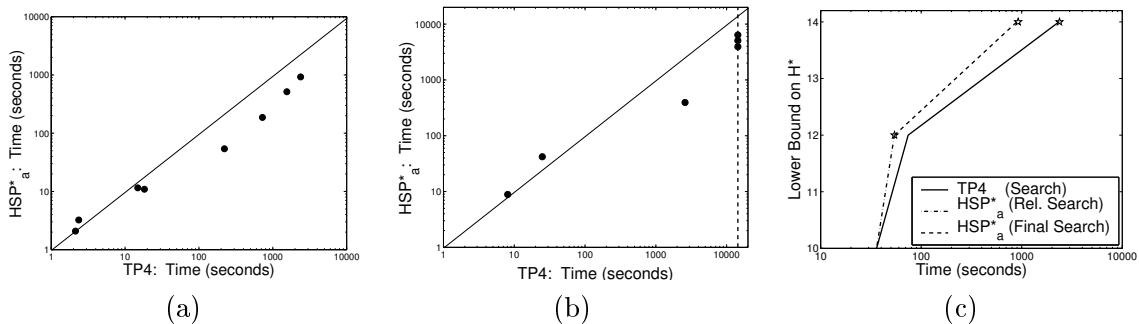 10000
1000
100
10
1
1
10
100
1000
10000
HSP*a: Time (seconds)
TP4: Time (seconds)
(a)
10000
1000
100
10
1
1
10
100
1000
10000
HSP*a: Time (seconds)
TP4: Time (seconds)
(b)
14
13
12
11
10
10
100
1000
10000
Lower Bound on H*
Time (seconds)
TP4 (Search)
HSP*a (Rel. Search)
HSP*a (Final Search)
(c)